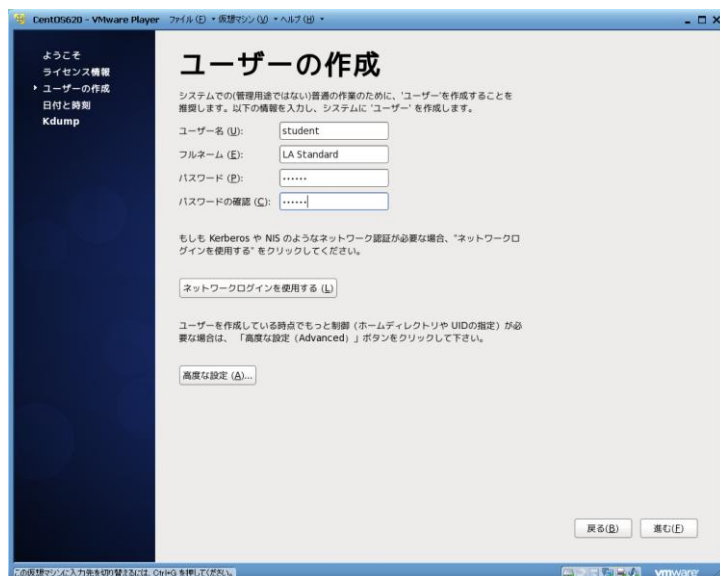 CentOS620 - VMware Player ファイル(F) ・ 仮想マシン(V) ・ ヘルプ(H) ・
ようこそ
ライセンス情報
ユーザーの作成
日付と時刻
Kdump
ユーザーの作成
システムでの(管理用途ではない)普通の作業のために、'ユーザー'を作成することを
推奨します。以下の情報を入力し、システムに 'ユーザー' を作成します。
ユーザー名 (U): student
フルネーム (E): LA Standard
パスワード (P): ••••••
パスワードの確認 (C): ••••••
もしも Kerberos や NIS のようなネットワーク認証が必要な場合、"ネットワークロ
グインを使用する" をクリックしてください。
ネットワークログインを使用する (L)
ユーザーを作成している時点でもっと制御（ホームディレクトリや UIDの指定）が必
要な場合は、「高度な設定（Advanced）」ボタンをクリックして下さい。
高度な設定 (A)...
戻る(B) 進む(F)
この仮想マシンに入力先を切り替えるには、Ctrl+G を押してください。 vmware